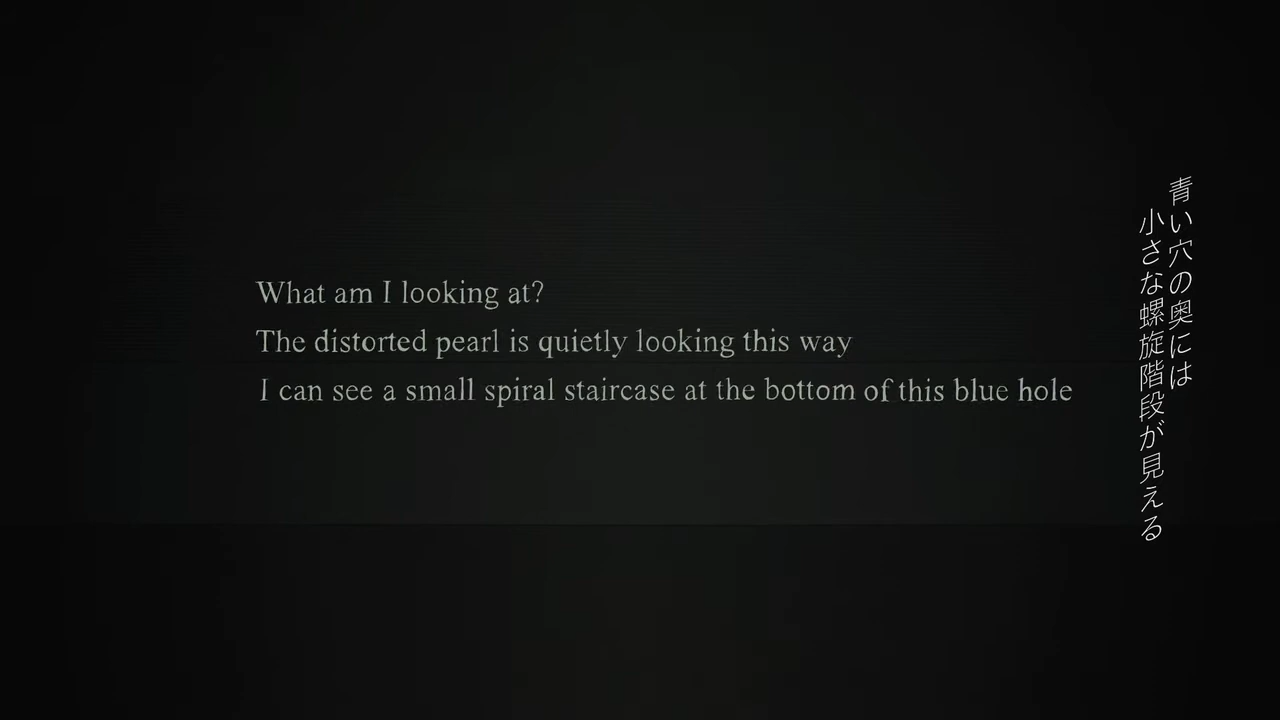 What am I looking at?
The distorted pearl is quietly looking this way
I can see a small spiral staircase at the bottom of this blue hole
青い穴の奥には
小さな螺旋階段が見える